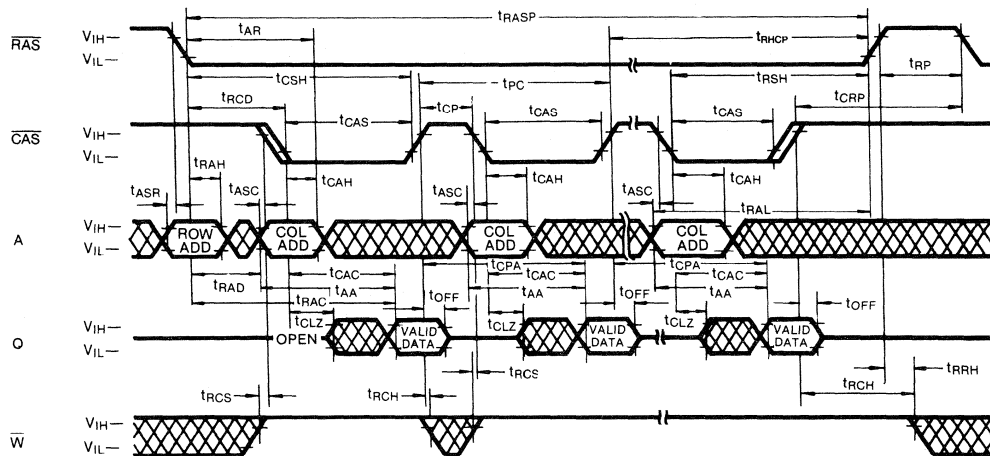 tRASP
tAR
tRHCP
RAS
VIH
VIL
tRP
tCSH
tPC
tRSH
tRCD
tCP
tCRP
CAS
VIH
VIL
tCAS
tCAS
tCAS
tRAH
tCAH
tCAH
tCAH
tASR
tASC
tASC
tASC
tRAL
A
VIH
VIL
ROW ADD
COL ADD
COL ADD
COL ADD
tCPA
tCPA
tCAC
tCAC
tCAC
tRAD
tAA
tAA
tAA
tRAC
tOFF
tOFF
tOFF
tCLZ
tCLZ
tCLZ
O
VIH
VIL
OPEN
VALID DATA
VALID DATA
VALID DATA
tRCS
tRRH
tRCS
tRCH
tRCH
W
VIH
VIL